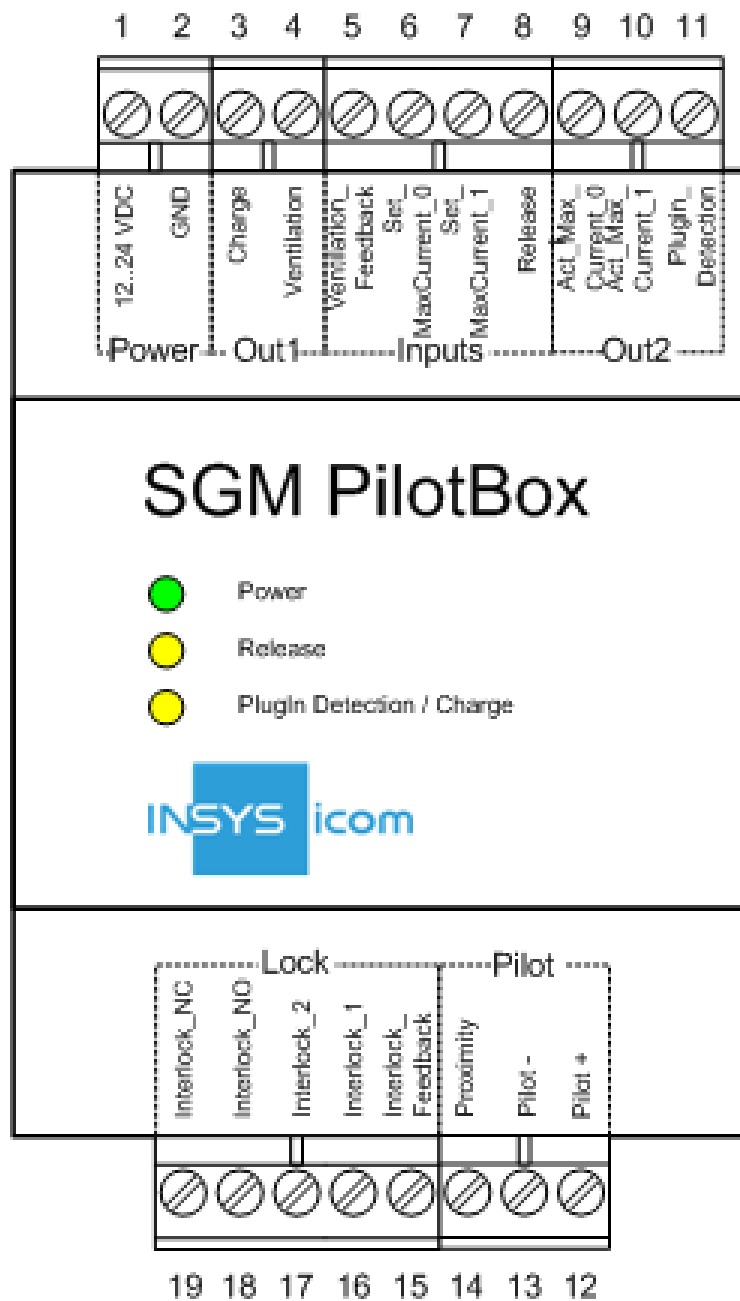 1 2 3 4 5 6 7 8 9 10 11
12..24 VDC
GND
Charge
Ventilation
Ventilation_
Feedback
Set_
MaxCurrent_0
Set_
MaxCurrent_1
Release
Act_Max_
Current_0
Act_Max_
Current_1
PlugIn_
Detection
Power Out1 Inputs Out2
SGM PilotBox
Power
Release
PlugIn Detection / Charge
INSYS icom
Lock Pilot
Interlock_NC
Interlock_NO
Interlock_2
Interlock_1
Interlock_
Feedback
Proximity
Pilot -
Pilot +
19 18 17 16 15 14 13 12